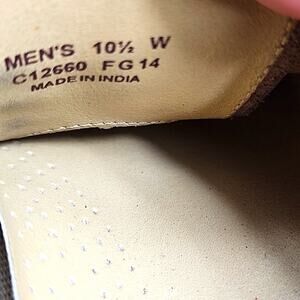 MEN'S 10½ W
C12660 FG14
MADE IN INDIA